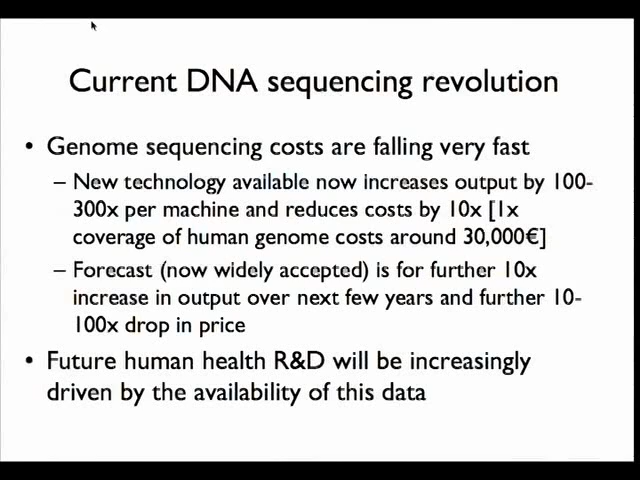 Current DNA sequencing revolution
• Genome sequencing costs are falling very fast
– New technology available now increases output by 100-
300x per machine and reduces costs by 10x [1x
coverage of human genome costs around 30,000€]
– Forecast (now widely accepted) is for further 10x
increase in output over next few years and further 10-
100x drop in price
• Future human health R&D will be increasingly
driven by the availability of this data